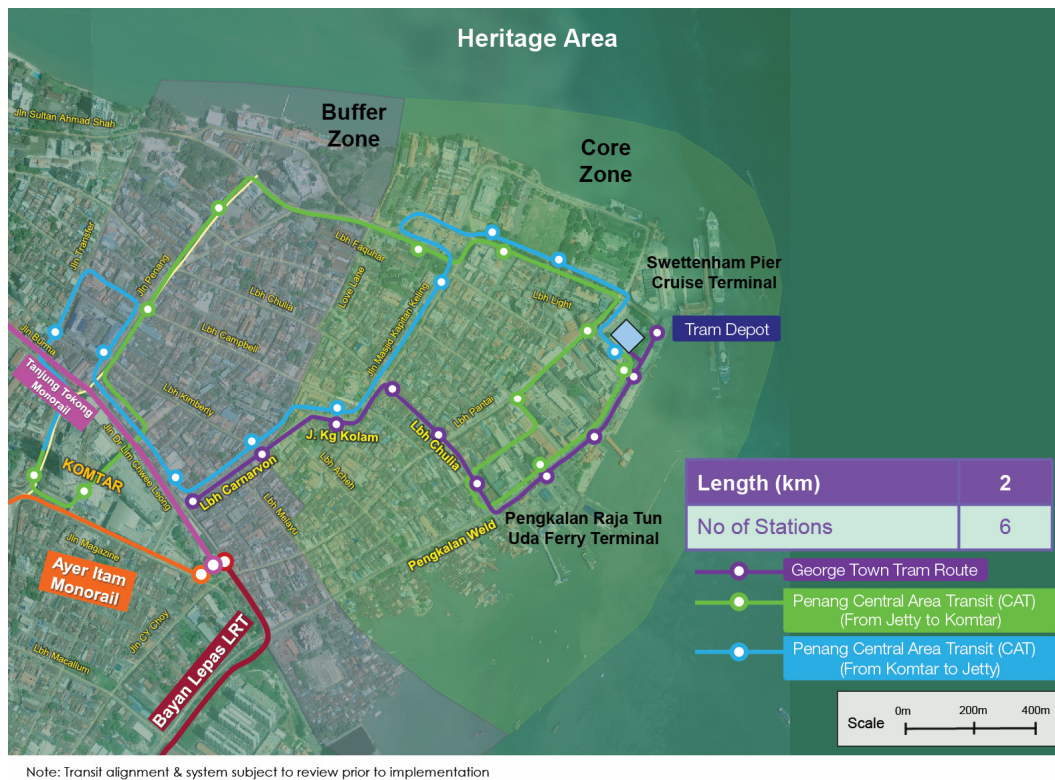 Heritage Area
Buffer
Zone
Core
Zone
Jln Sultan Ahmad Shah
Jln Transfer
Jln Penang
Lbh Faquhar
Love Lane
Lbh Chulia
Lbh Campbell
Lbh Kimberly
Jln Masjid Kapitan Keling
Lbh Light
Swettenham Pier
Cruise Terminal
Tram Depot
Jln Burma
Tanjung Tokong
Monorail
Jln Dr Lim Chwee Leong
KOMTAR
Lbh Carnarvon
J. Kg Kolam
Lbh Pantai
Lbh Chulia
Lbh Acheh
Lbh Melayu
Pengkalan Weld
Pengkalan Raja Tun
Uda Ferry Terminal
Jln Magazine
Ayer Itam
Monorail
Jln CY Choy
Lbh Macallum
Bayan Lepas LRT
Length (km) 2
No of Stations 6
George Town Tram Route
Penang Central Area Transit (CAT)
(From Jetty to Komtar)
Penang Central Area Transit (CAT)
(From Komtar to Jetty)
Scale 0m 200m 400m
Note: Transit alignment & system subject to review prior to implementation